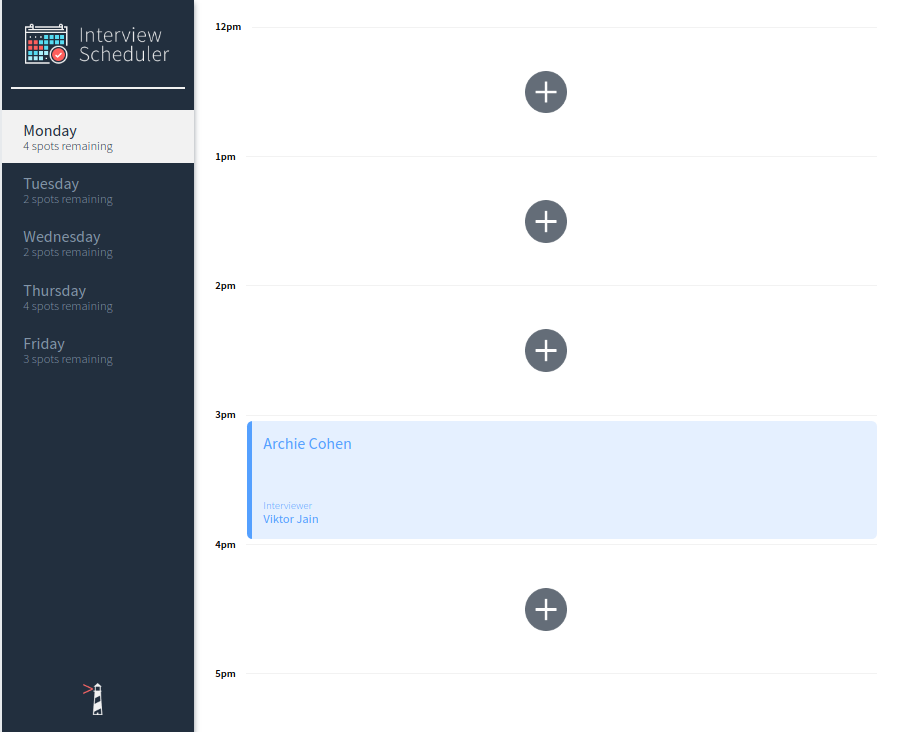 Interview
Scheduler
Monday
4 spots remaining
Tuesday
2 spots remaining
Wednesday
2 spots remaining
Thursday
4 spots remaining
Friday
3 spots remaining
12pm
1pm
2pm
3pm
Archie Cohen
Interviewer
Viktor Jain
4pm
5pm